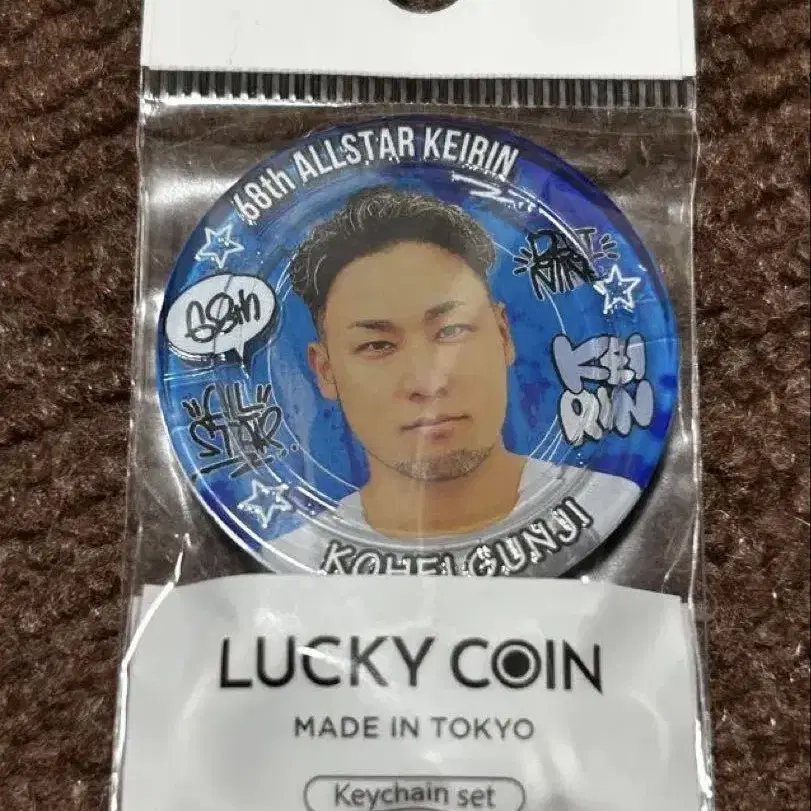 68th ALLSTAR KEIRIN
68th
ALL
STAR
KEI
RIN
KOHEI GUNJI
LUCKY COIN
MADE IN TOKYO
Keychain set